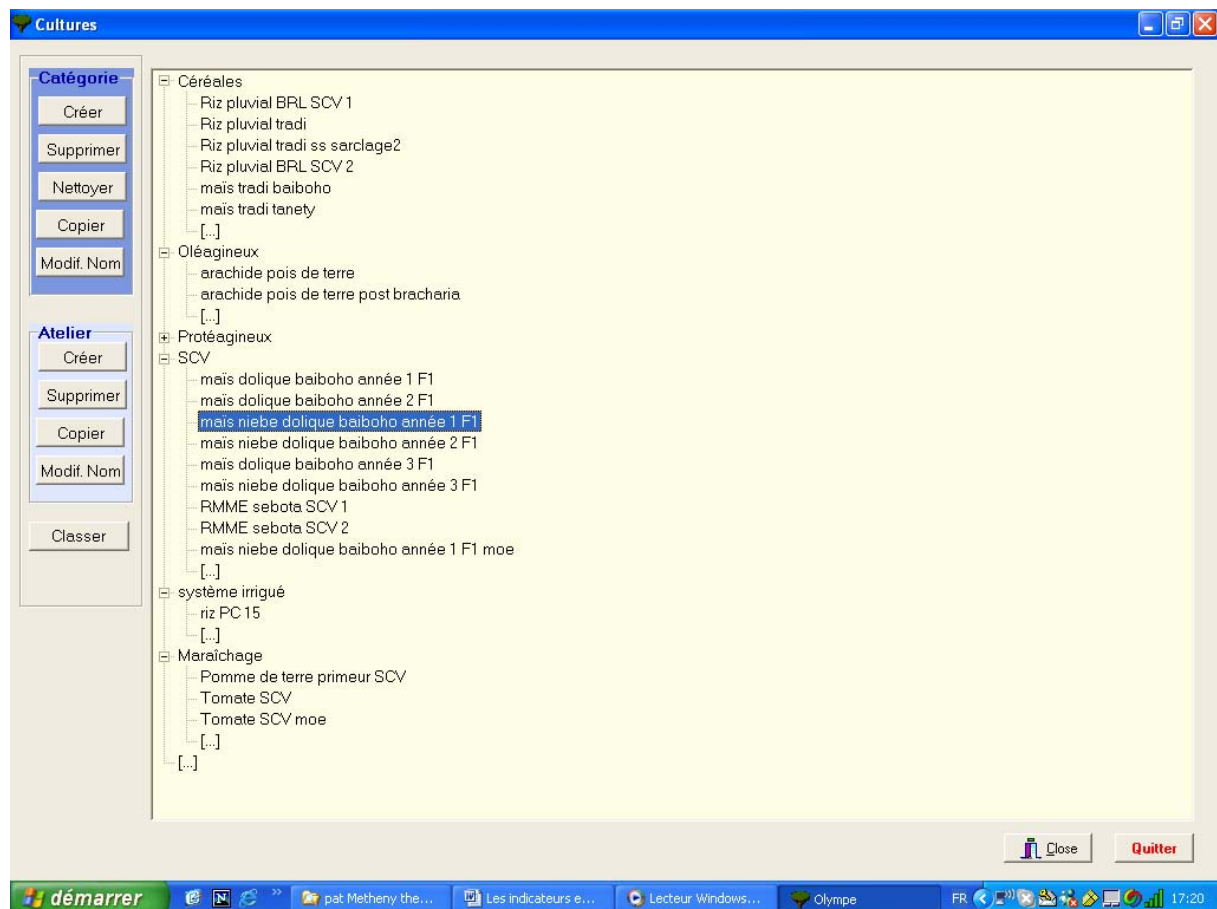 Cultures
Catégorie
Créer
Supprimer
Nettoyer
Copier
Modif. Nom
Atelier
Créer
Supprimer
Copier
Modif. Nom
Classer
Céréales
Riz pluvial BRL SCV 1
Riz pluvial tradi
Riz pluvial tradi ss sarclage2
Riz pluvial BRL SCV 2
maïs tradi baiboho
maïs tradi tanety
[...]
Oléagineux
arachide pois de terre
arachide pois de terre post bracharia
[...]
Protéagineux
SCV
maïs dolique baiboho année 1 F1
maïs dolique baiboho année 2 F1
maïs niebe dolique baiboho année 1 F1
maïs niebe dolique baiboho année 2 F1
maïs dolique baiboho année 3 F1
maïs niebe dolique baiboho année 3 F1
RMME sebota SCV 1
RMME sebota SCV 2
maïs niebe dolique baiboho année 1 F1 moe
[...]
système irrigué
riz PC 15
[...]
Maraîchage
Pomme de terre primeur SCV
Tomate SCV
Tomate SCV moe
[...]
[...]
Close
Quitter
démarrer
pat Metheny the...
Les indicateurs e...
Lecteur Windows...
Olympe
FR
17:20